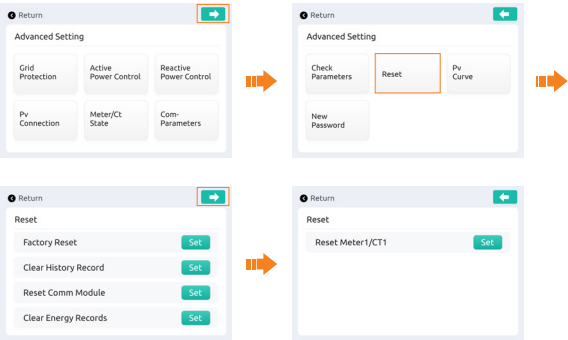 Return
Advanced Setting
Grid
Protection
Active
Power Control
Reactive
Power Control
Pv
Connection
Meter/Ct
State
Com-
Parameters
Return
Advanced Setting
Check
Parameters
Reset
Pv
Curve
New
Password
Return
Reset
Factory Reset Set
Clear History Record Set
Reset Comm Module Set
Clear Energy Records Set
Return
Reset
Reset Meter1/CT1 Set